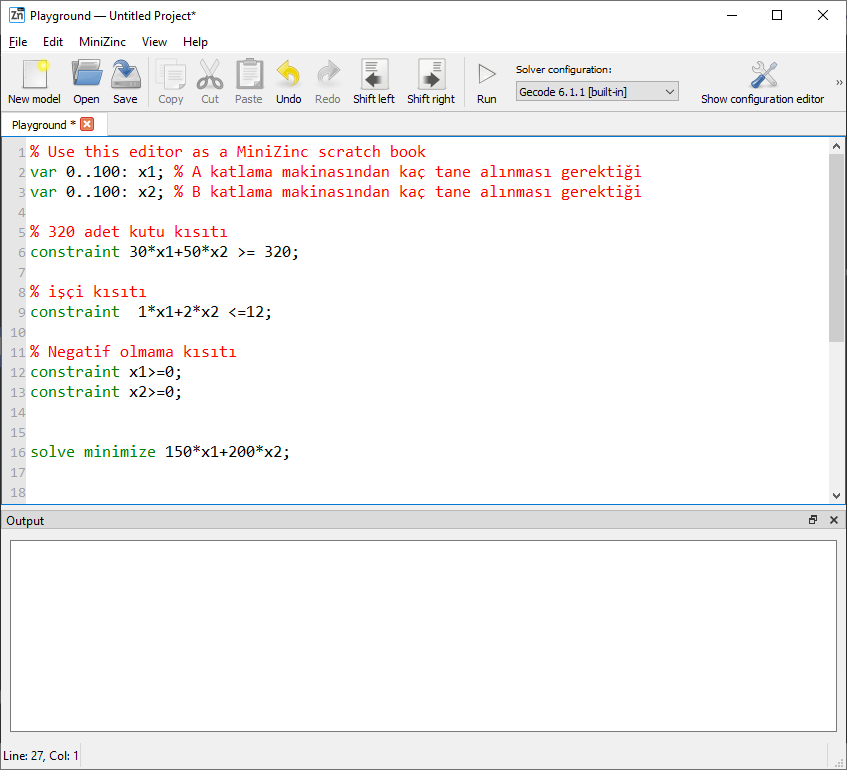 Zn Playground — Untitled Project*
File Edit MiniZinc View Help
New model Open Save Copy Cut Paste Undo Redo Shift left Shift right Run Solver configuration: Gecode 6.1.1 [built-in] Show configuration editor »
Playground *
1 % Use this editor as a MiniZinc scratch book
2 var 0..100: x1; % A katlama makinasından kaç tane alınması gerektiği
3 var 0..100: x2; % B katlama makinasından kaç tane alınması gerektiği
4
5 % 320 adet kutu kısıtı
6 constraint 30*x1+50*x2 >= 320;
7
8 % işçi kısıtı
9 constraint  1*x1+2*x2 <=12;
10
11 % Negatif olmama kısıtı
12 constraint x1>=0;
13 constraint x2>=0;
14
15
16 solve minimize 150*x1+200*x2;
17
18
Output
Line: 27, Col: 1